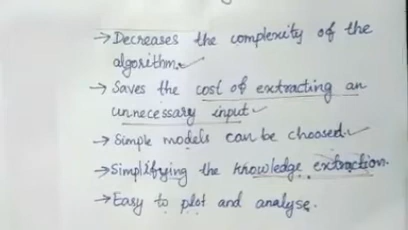 → Decreases the complexity of the
algorithm.
→ Saves the cost of extracting an
unnecessary input.
→ Simple models can be choosed.
→ Simplifying the knowledge extraction.
→ Easy to plot and analyse.